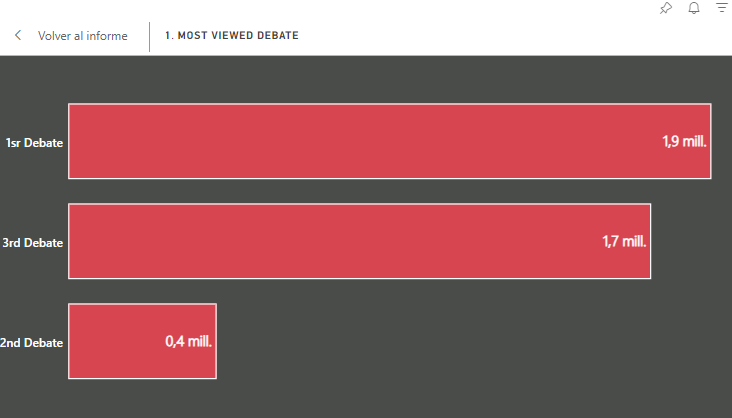 Volver al informe
1. MOST VIEWED DEBATE
1sr Debate
1,9 mill.
3rd Debate
1,7 mill.
2nd Debate
0,4 mill.